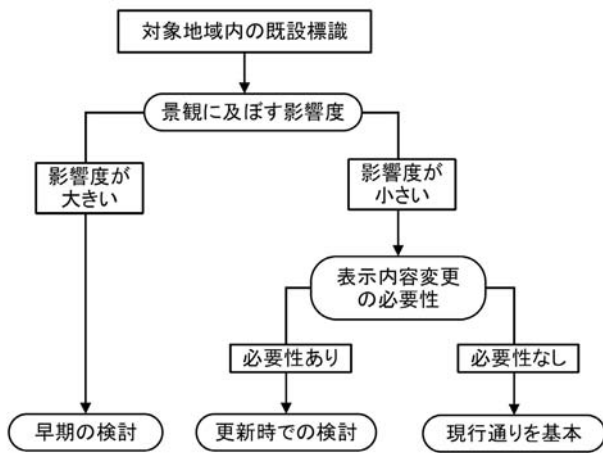 対象地域内の既設標識
景観に及ぼす影響度
影響度が
大きい
影響度が
小さい
表示内容変更
の必要性
必要性あり
必要性なし
早期の検討
更新時での検討
現行通りを基本